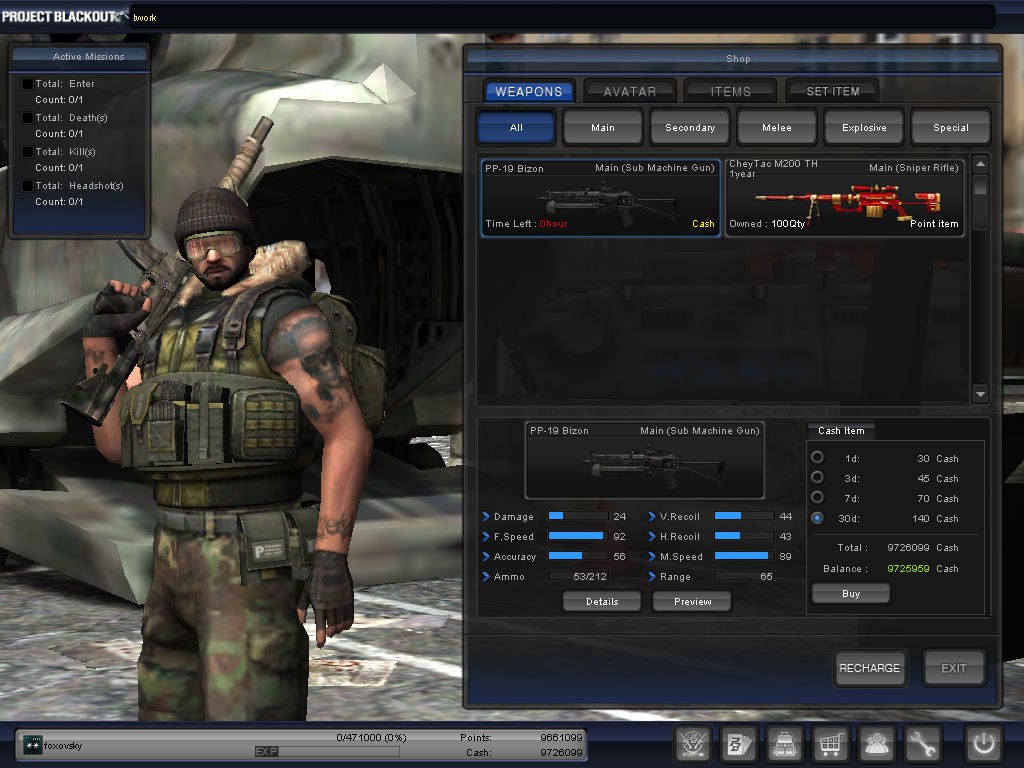 PROJECT BLACKOUT
twork
Active Missions
Total: Enter
Count: 0/1
Total: Death(s)
Count: 0/1
Total: Kill(s)
Count: 0/1
Total: Headshot(s)
Count: 0/1
Shop
WEAPONS AVATAR ITEMS SET ITEM
All Main Secondary Melee Explosive Special
PP-19 Bizon Main (Sub Machine Gun)
Time Left : 0hour Cash
CheyTac M200 TH Main (Sniper Rifle)
1year
Owned : 100Qty Point item
PP-19 Bizon Main (Sub Machine Gun)
Damage 24
F.Speed 92
Accuracy 56
Ammo 53/212
V.Recoil 44
H.Recoil 43
M.Speed 89
Range 65
Details Preview
Cash Item
1d: 30 Cash
3d: 45 Cash
7d: 70 Cash
30d: 140 Cash
Total : 9726099 Cash
Balance : 9725959 Cash
Buy
RECHARGE EXIT
foxovsky
0/471000 (0%)
EXP
Points: 9661099
Cash: 9726099